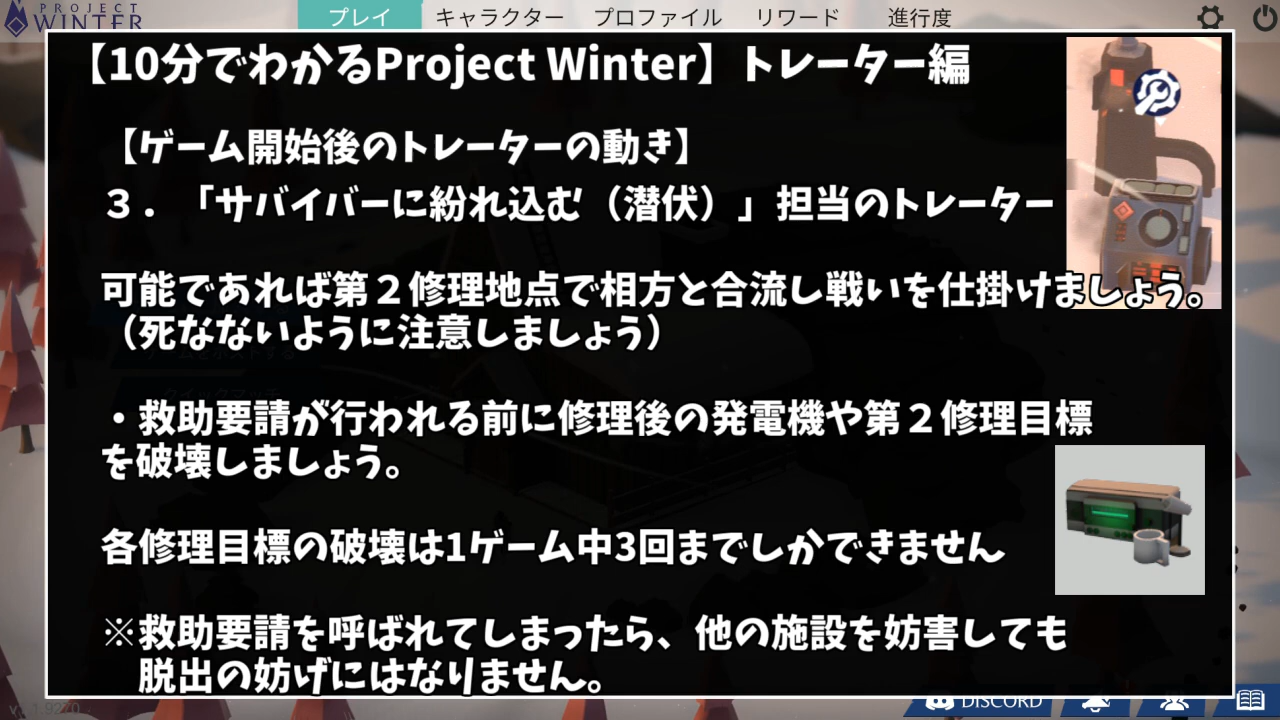 PROJECT
WINTER
プレイ
キャラクター
プロファイル
リワード
進行度
【10分でわかるProject Winter】トレーター編
【ゲーム開始後のトレーターの動き】
３．「サバイバーに紛れ込む（潜伏）」担当のトレーター
可能であれば第２修理地点で相方と合流し戦いを仕掛けましょう。
（死なないように注意しましょう）
・救助要請が行われる前に修理後の発電機や第２修理目標
を破壊しましょう。
各修理目標の破壊は1ゲーム中3回までしかできません
※救助要請を呼ばれてしまったら、他の施設を妨害しても
脱出の妨げにはなりません。
DISCORD